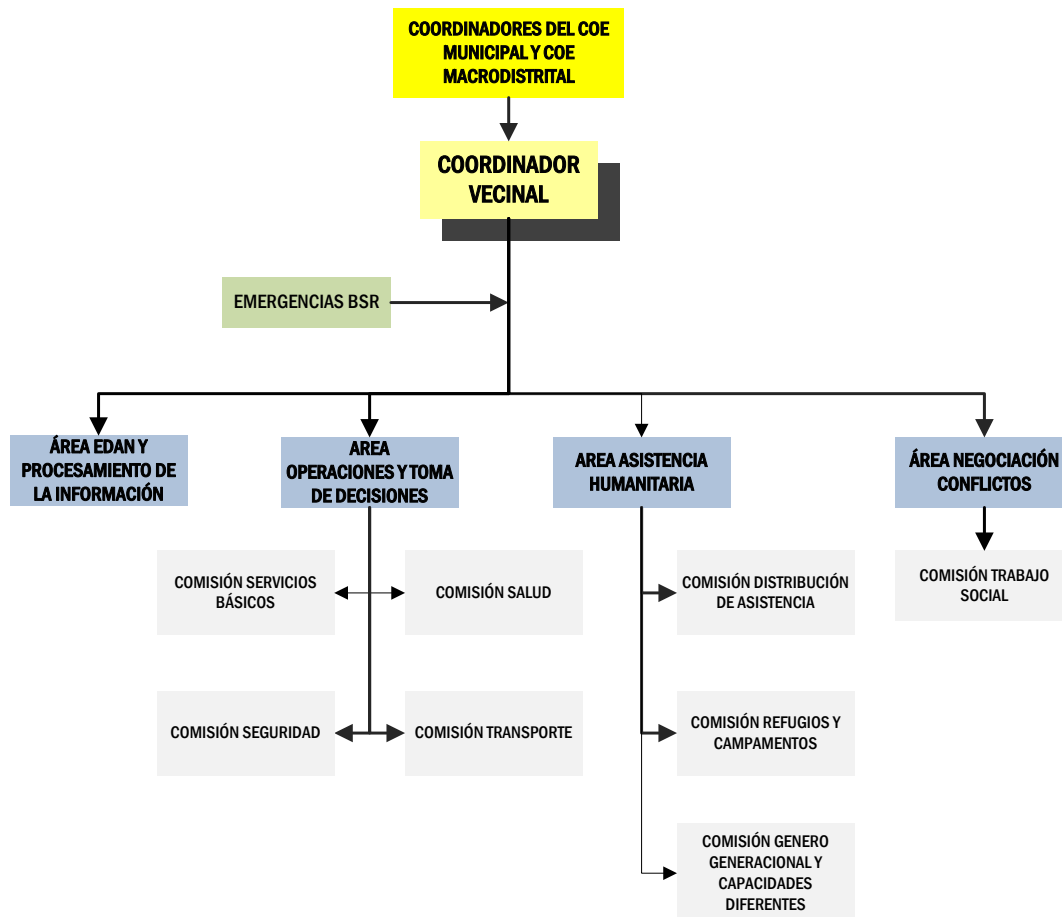 COORDINADORES DEL COE
MUNICIPAL Y COE
MACRODISTRITAL
COORDINADOR
VECINAL
EMERGENCIAS BSR
ÁREA EDAN Y
PROCESAMIENTO DE
LA INFORMACIÓN
AREA
OPERACIONES Y TOMA
DE DECISIONES
AREA ASISTENCIA
HUMANITARIA
ÁREA NEGOCIACIÓN
CONFLICTOS
COMISIÓN SERVICIOS
BÁSICOS
COMISIÓN SALUD
COMISIÓN DISTRIBUCIÓN
DE ASISTENCIA
COMISIÓN TRABAJO
SOCIAL
COMISIÓN SEGURIDAD
COMISIÓN TRANSPORTE
COMISIÓN REFUGIOS Y
CAMPAMENTOS
COMISIÓN GENERO
GENERACIONAL Y
CAPACIDADES
DIFERENTES